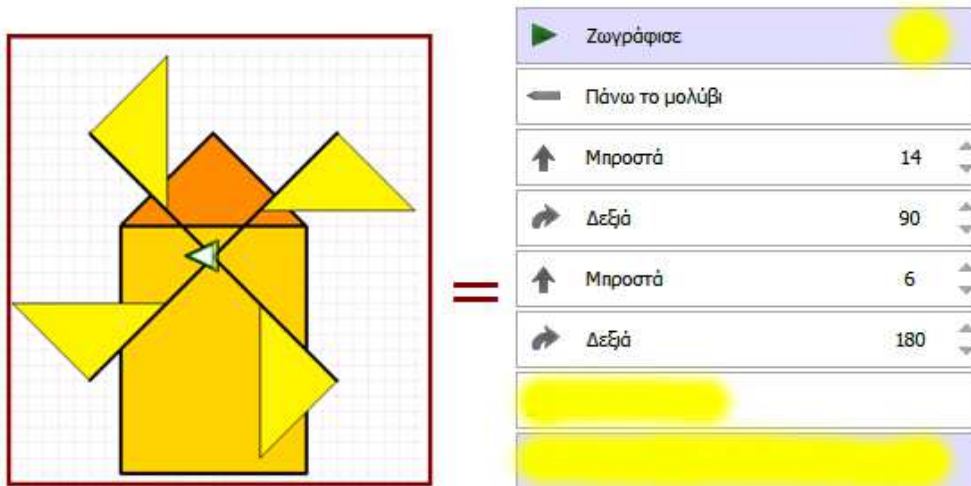 Ζωγράφισε
Πάνω το μολύβι
Μπροστά 14
Δεξιά 90
Μπροστά 6
Δεξιά 180